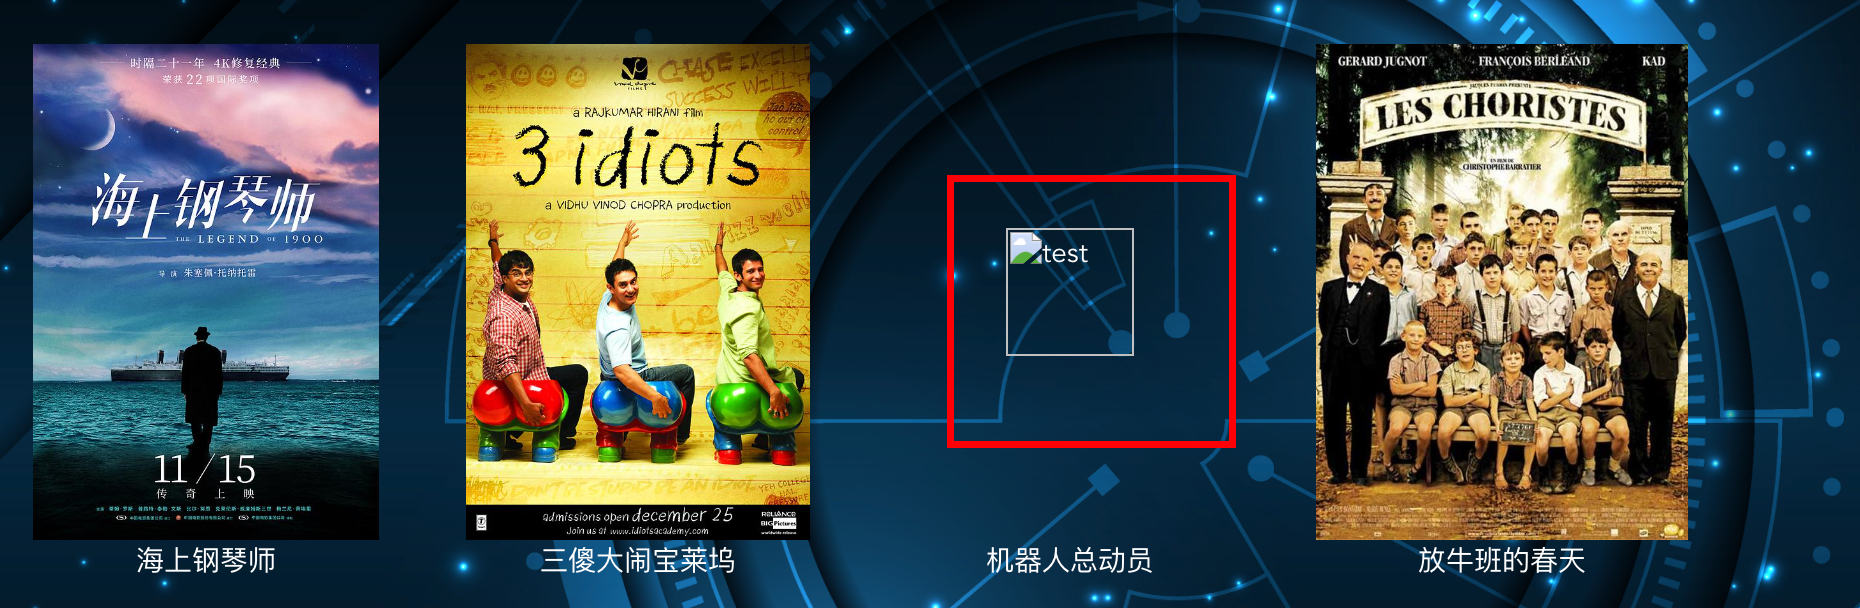 时隔二十一年 4K修复经典
荣获22项国际奖项
海上钢琴师
THE LEGEND OF 1900
导演 朱塞佩·托纳托雷
11/15
传奇上映
海上钢琴师
CHASE EXCELL
SUCCESS WILL F
a RAJKUMAR HIRANI film
3 idiots
a VIDHU VINOD CHOPRA production
admissions open december 25
Join us at www.idiotsacademy.com
RELIANCE
BIG Pictures
三傻大闹宝莱坞
test
机器人总动员
GERARD JUGNOT FRANÇOIS BERLEAND KAD
LES CHORISTES
UN FILM DE
CHRISTOPHE BARRATIER
放牛班的春天